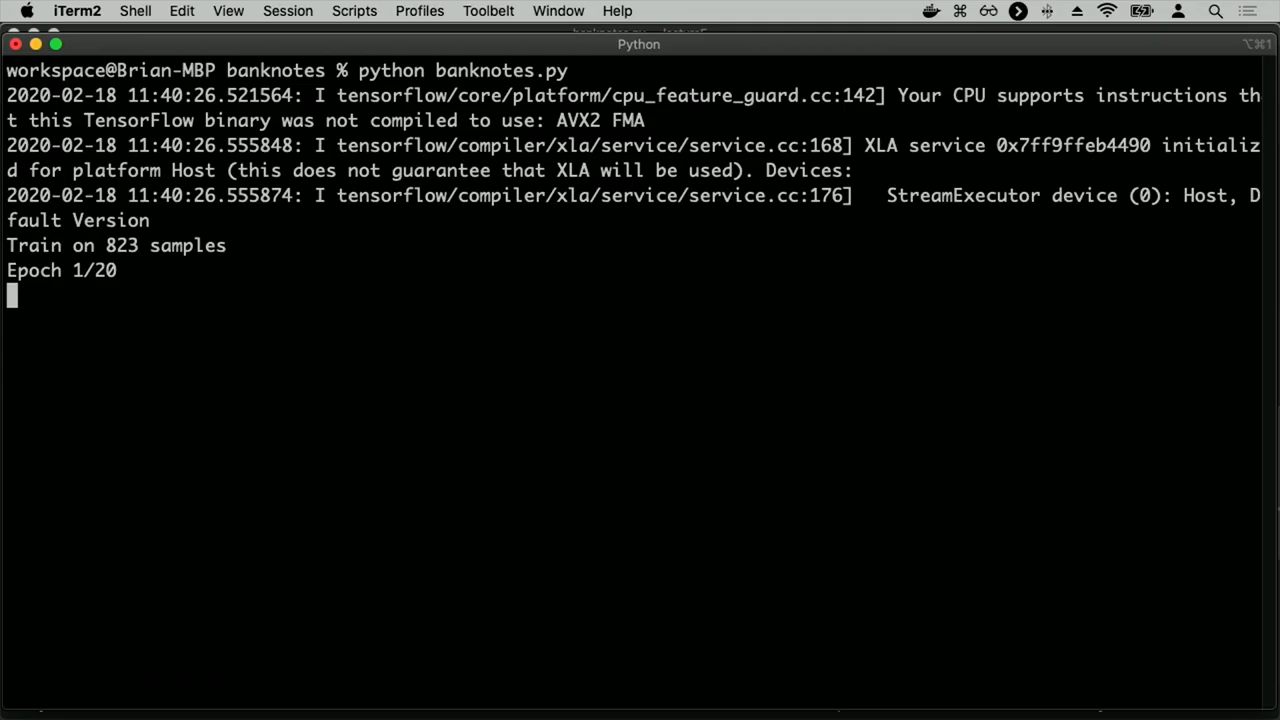 iTerm2 Shell Edit View Session Scripts Profiles Toolbelt Window Help
Python
⌥⌘1
workspace@Brian-MBP banknotes % python banknotes.py
2020-02-18 11:40:26.521564: I tensorflow/core/platform/cpu_feature_guard.cc:142] Your CPU supports instructions th
t this TensorFlow binary was not compiled to use: AVX2 FMA
2020-02-18 11:40:26.555848: I tensorflow/compiler/xla/service/service.cc:168] XLA service 0x7ff9ffeb4490 initializ
d for platform Host (this does not guarantee that XLA will be used). Devices:
2020-02-18 11:40:26.555874: I tensorflow/compiler/xla/service/service.cc:176]   StreamExecutor device (0): Host, D
fault Version
Train on 823 samples
Epoch 1/20